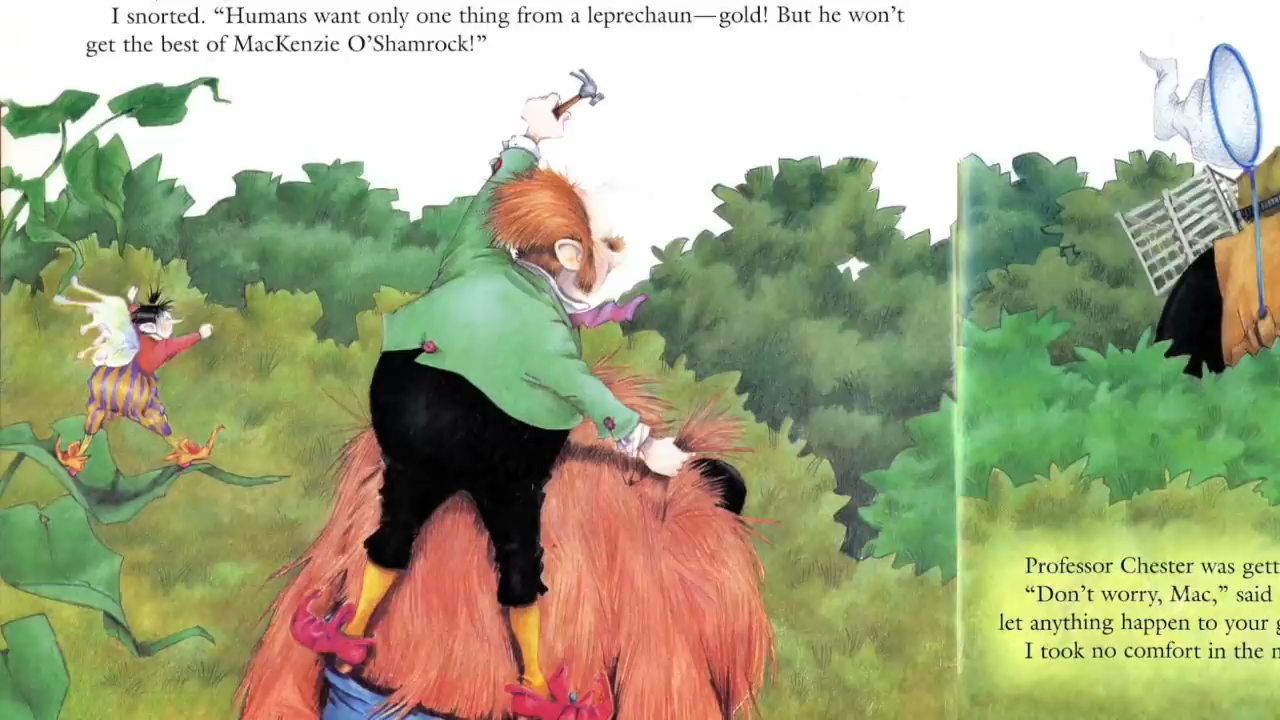 I snorted. “Humans want only one thing from a leprechaun—gold! But he won’t
get the best of MacKenzie O’Shamrock!”
Professor Chester was
“Don’t worry, Mac,” said
let anything happen to your
I took no comfort in the